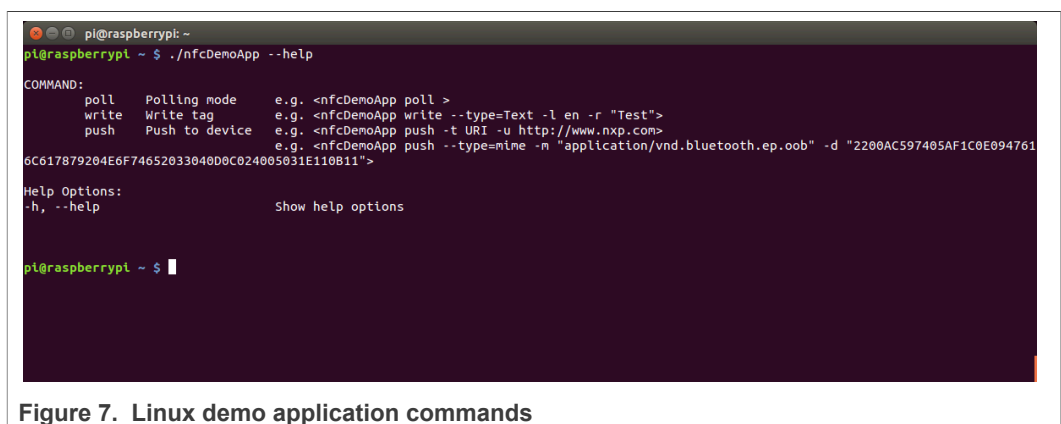 pi@raspberrypi: ~
pi@raspberrypi ~ $ ./nfcDemoApp --help
COMMAND:
poll Polling mode e.g. <nfcDemoApp poll >
write Write tag e.g. <nfcDemoApp write --type=Text -l en -r "Test">
push Push to device e.g. <nfcDemoApp push -t URI -u http://www.nxp.com>
e.g. <nfcDemoApp push --type=mime -m "application/vnd.bluetooth.ep.oob" -d "2200AC597405AF1C0E094761
6C617879204E6F74652033040D0C024005031E110B11">
Help Options:
-h, --help Show help options
pi@raspberrypi ~ $
Figure 7. Linux demo application commands